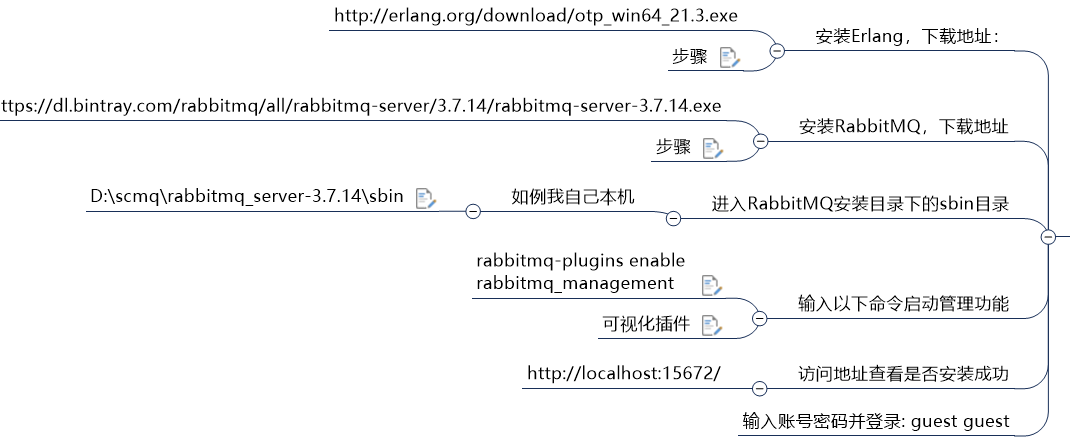 http://erlang.org/download/otp_win64_21.3.exe
安装Erlang，下载地址：
步骤
ttps://dl.bintray.com/rabbitmq/all/rabbitmq-server/3.7.14/rabbitmq-server-3.7.14.exe
安装RabbitMQ，下载地址
步骤
D:\scmq\rabbitmq_server-3.7.14\sbin
如例我自己本机
进入RabbitMQ安装目录下的sbin目录
rabbitmq-plugins enable
rabbitmq_management
输入以下命令启动管理功能
可视化插件
http://localhost:15672/
访问地址查看是否安装成功
输入账号密码并登录: guest guest